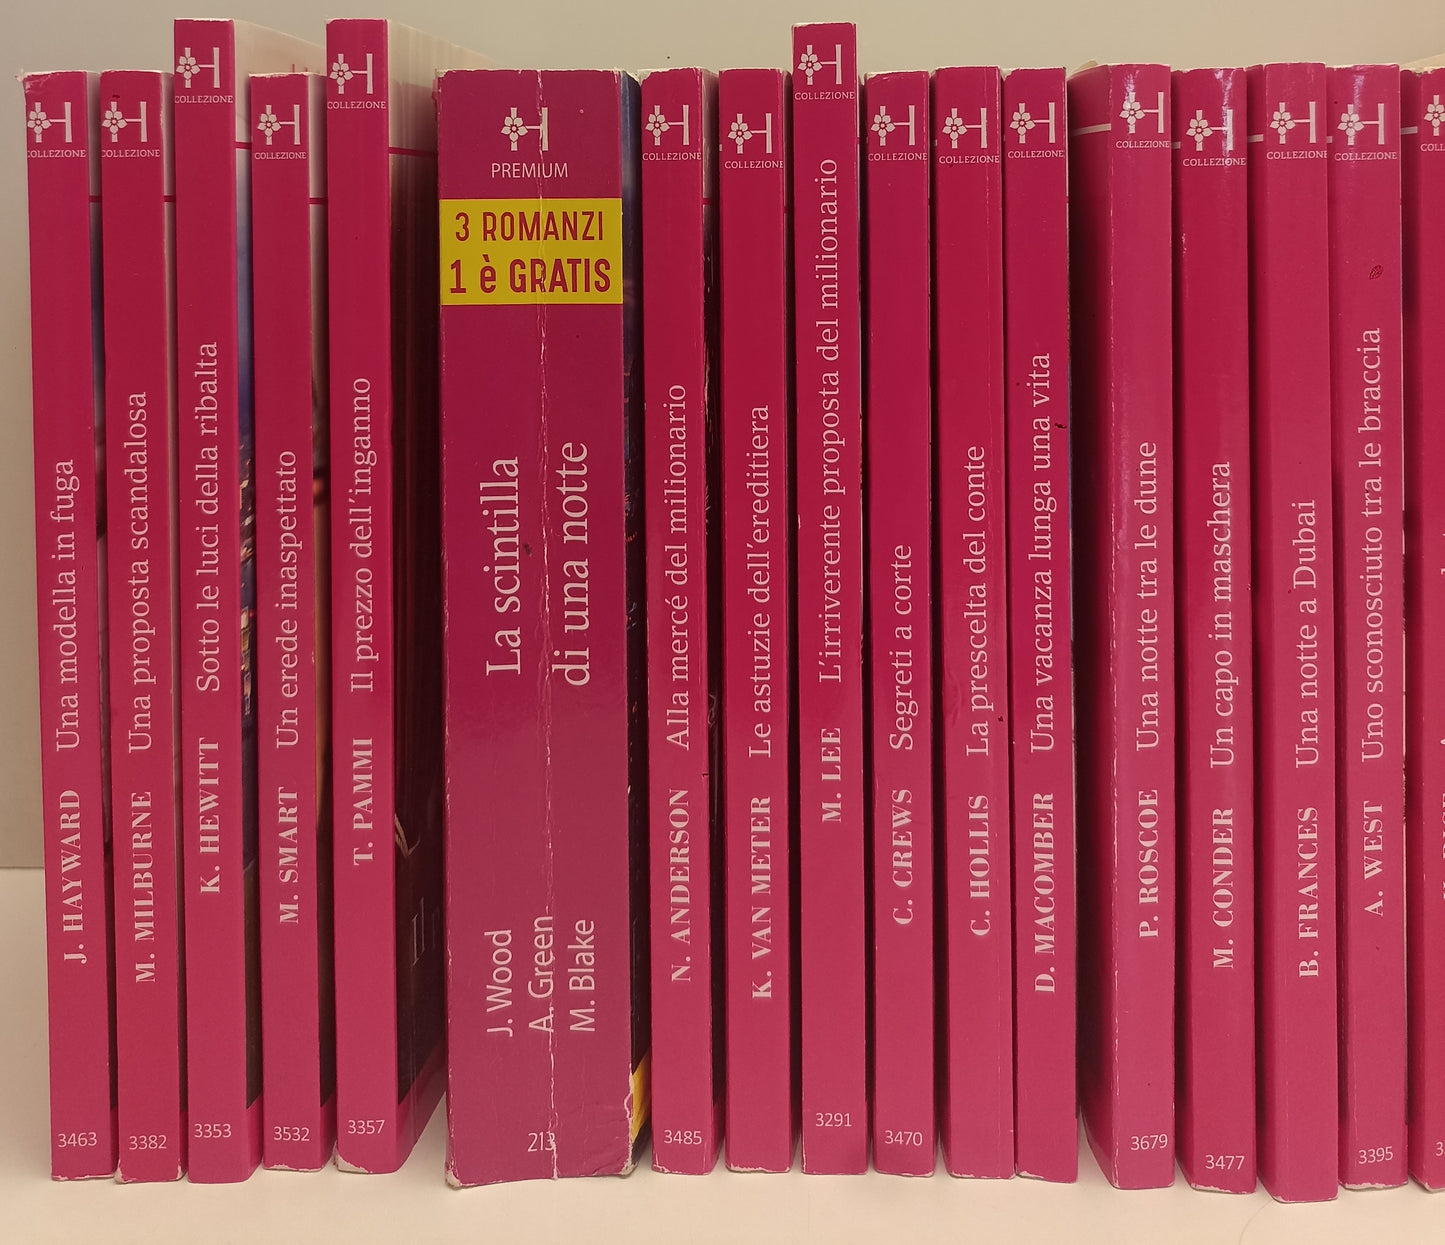 H
COLLEZIONE
J. HAYWARD Una modella in fuga
3463
H
COLLEZIONE
M. MILBURNE Una proposta scandalosa
3382
H
COLLEZIONE
K. HEWITT Sotto le luci della ribalta
3353
H
COLLEZIONE
M. SMART Un erede inaspettato
3532
H
COLLEZIONE
T. PAMMI Il prezzo dell'inganno
3357
Il
H
PREMIUM
3 ROMANZI
1 è GRATIS
La scintilla
di una notte
J. Wood
A. Green
M. Blake
213
H
COLLEZIONE
N. ANDERSON Alla mercé del milionario
3485
H
COLLEZIONE
K. VAN METER Le astuzie dell'ereditiera
H
COLLEZIONE
M. LEE L'irriverente proposta del milionario
3291
H
COLLEZIONE
C. CREWS Segreti a corte
3470
H
COLLEZIONE
C. HOLLIS La prescelta del conte
H
COLLEZIONE
D. MACOMBER Una vacanza lunga una vita
H
COLLEZIONE
P. ROSCOE Una notte tra le dune
3679
H
COLLEZIONE
M. CONDER Un capo in maschera
3477
H
COLLEZIONE
B. FRANCES Una notte a Dubai
H
COLLEZIONE
A. WEST Uno sconosciuto tra le braccia
3395